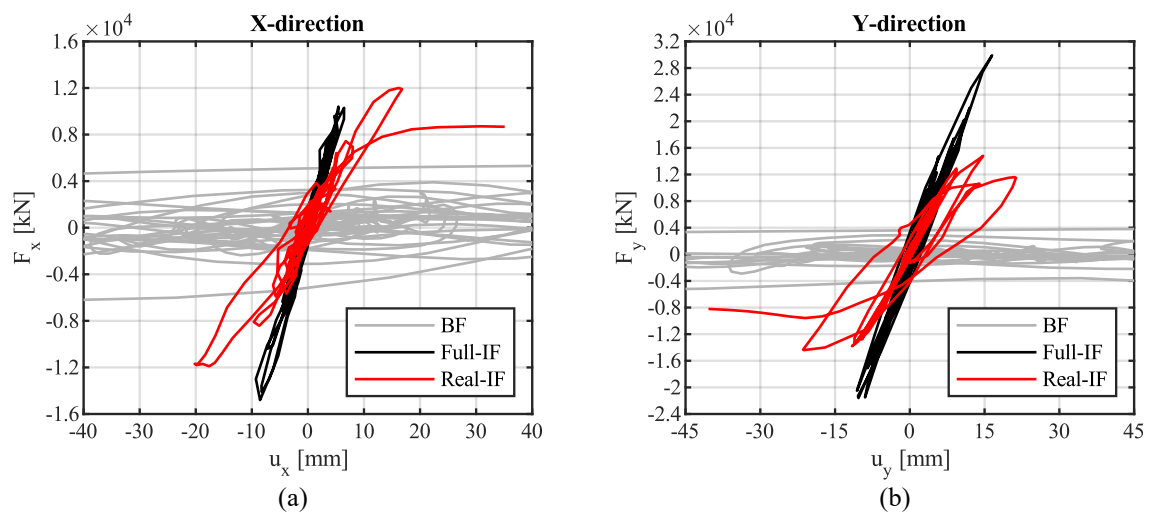 X-direction
×10⁴
1.6
1.2
0.8
0.4
0
-0.4
-0.8
-1.2
-1.6
F_x [kN]
-40 -30 -20 -10 0 10 20 30 40
u_x [mm]
BF
Full-IF
Real-IF
(a)
Y-direction
×10⁴
3.2
2.8
2.4
2
1.6
1.2
0.8
0.4
0
-0.4
-0.8
-1.2
-1.6
-2
-2.4
F_y [kN]
-45 -30 -15 0 15 30 45
u_y [mm]
BF
Full-IF
Real-IF
(b)